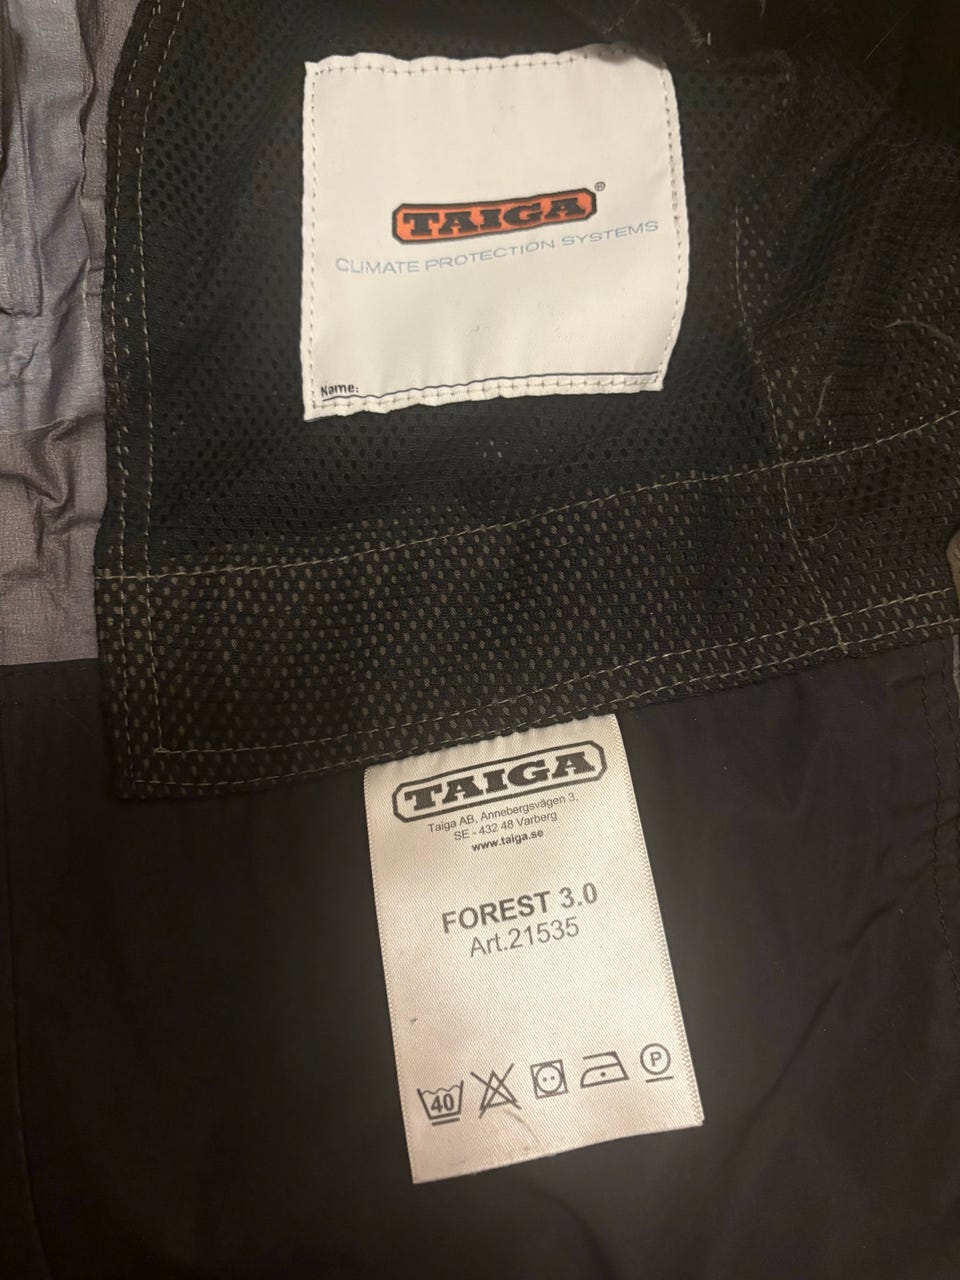 TAIGA®
CLIMATE PROTECTION SYSTEMS
Name:
TAIGA
Taiga AB, Annebergsvägen 3,
SE - 432 48 Varberg
www.taiga.se
FOREST 3.0
Art.21535
40
P